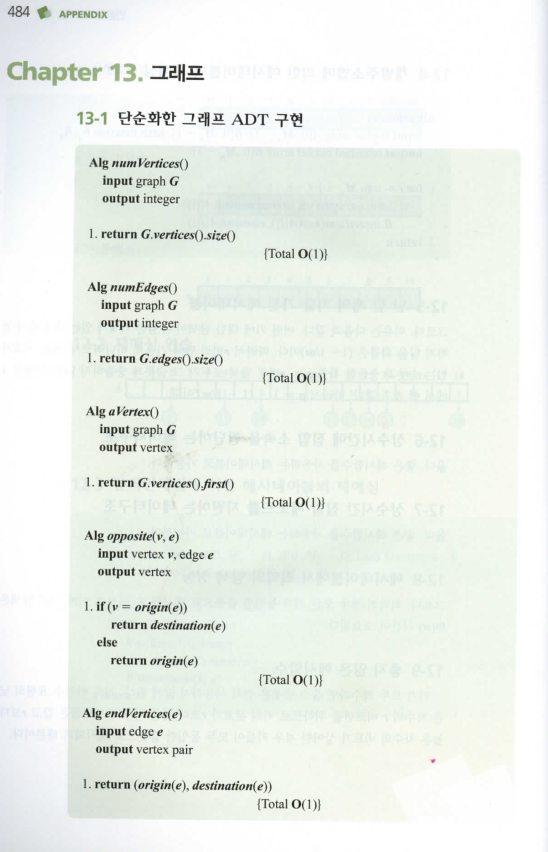 484 APPENDIX
Chapter 13. 그래프
13-1 단순화한 그래프 ADT 구현
Alg numVertices()
input graph G
output integer
1. return G.vertices().size()
{Total O(1)}
Alg numEdges()
input graph G
output integer
1. return G.edges().size()
{Total O(1)}
Alg aVertex()
input graph G
output vertex
1. return G.vertices().first()
{Total O(1)}
Alg opposite(v, e)
input vertex v, edge e
output vertex
1. if (v = origin(e))
return destination(e)
else
return origin(e)
{Total O(1)}
Alg endVertices(e)
input edge e
output vertex pair
1. return (origin(e), destination(e))
{Total O(1)}